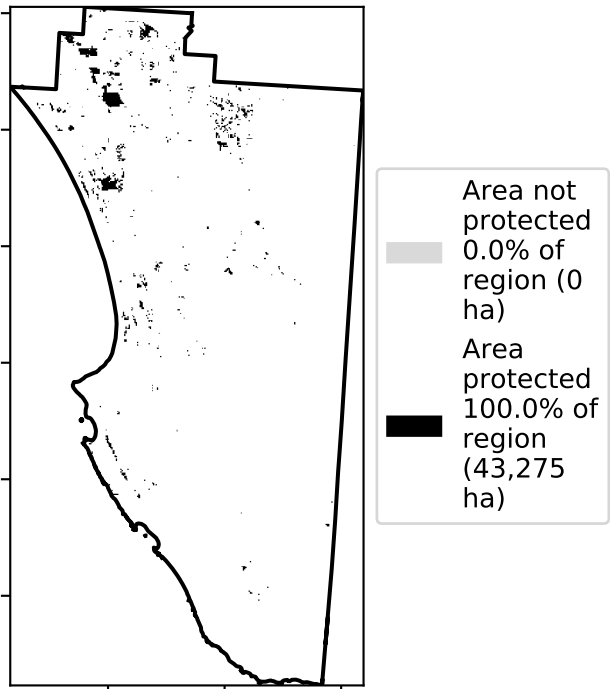 Area not
protected
0.0% of
region (0
ha)
Area
protected
100.0% of
region
(43,275
ha)